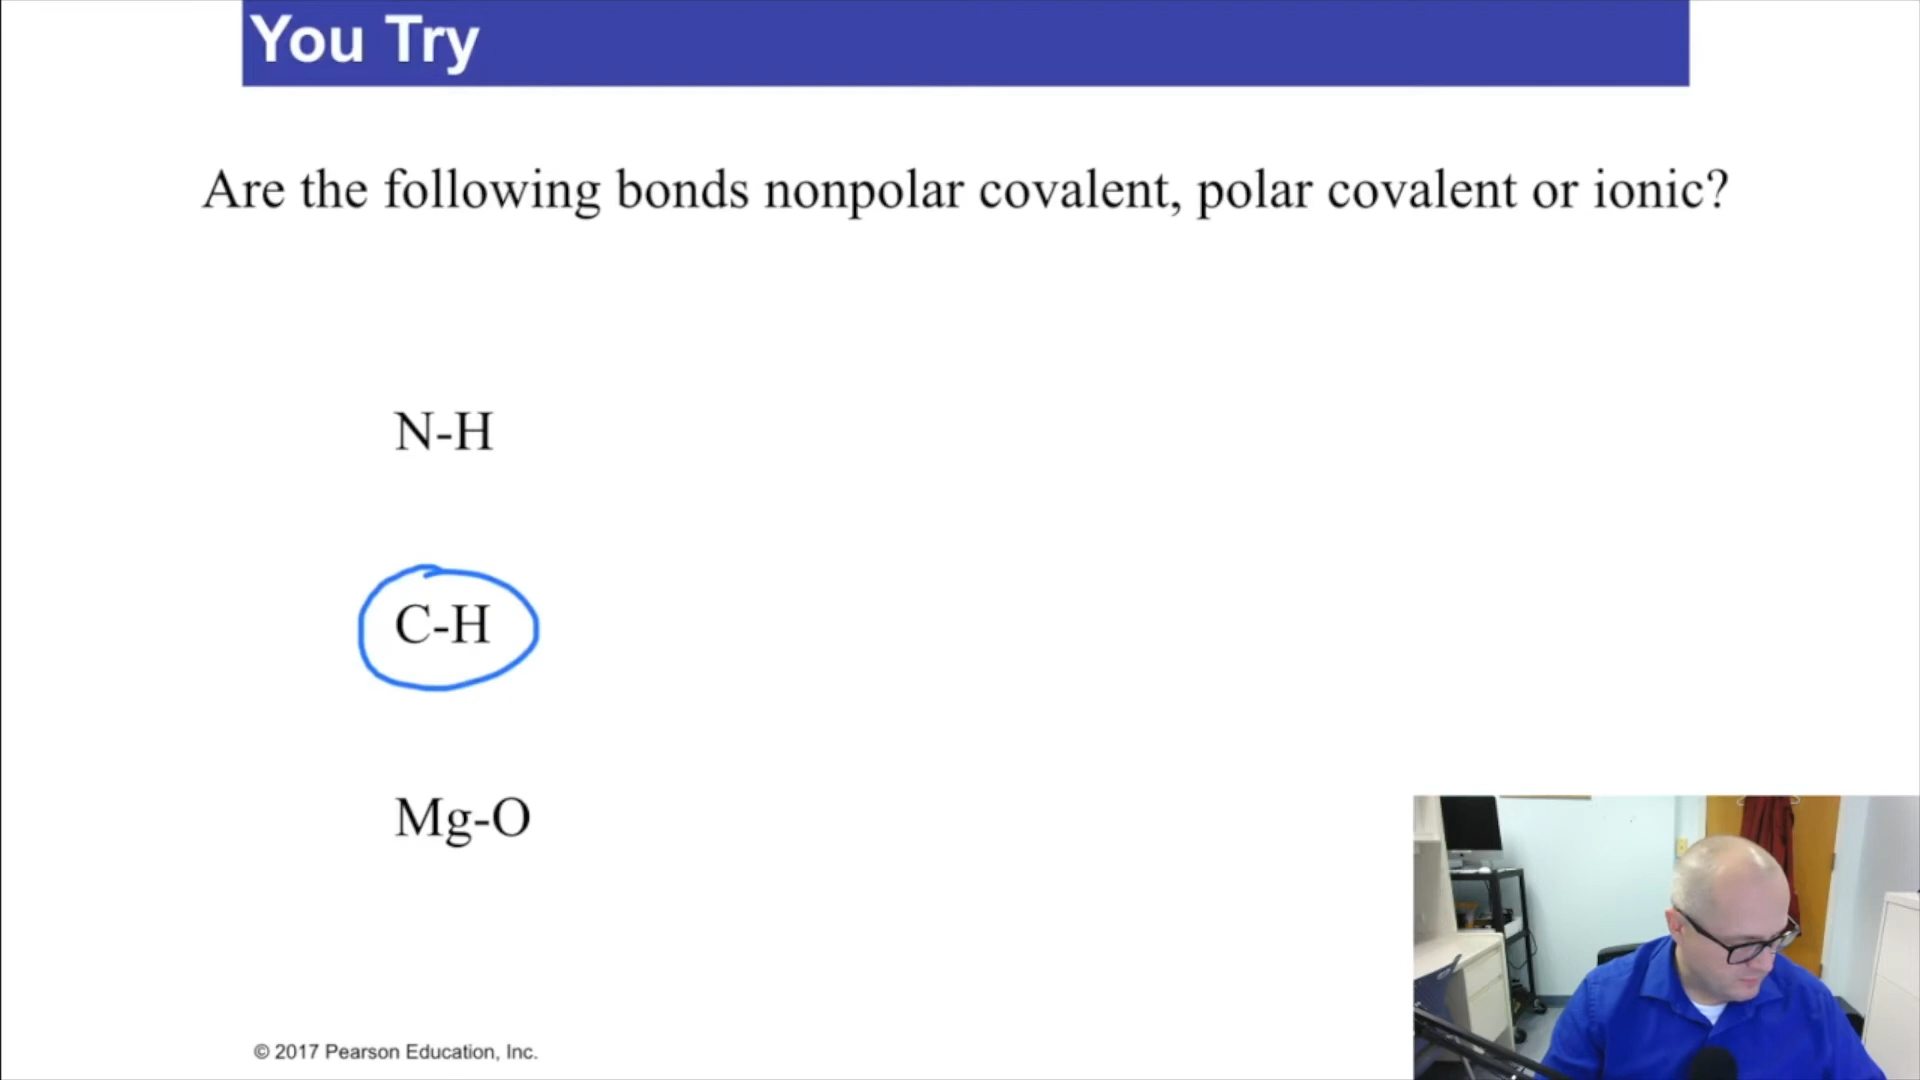 You Try
Are the following bonds nonpolar covalent, polar covalent or ionic?
N-H
C-H
Mg-O
© 2017 Pearson Education, Inc.